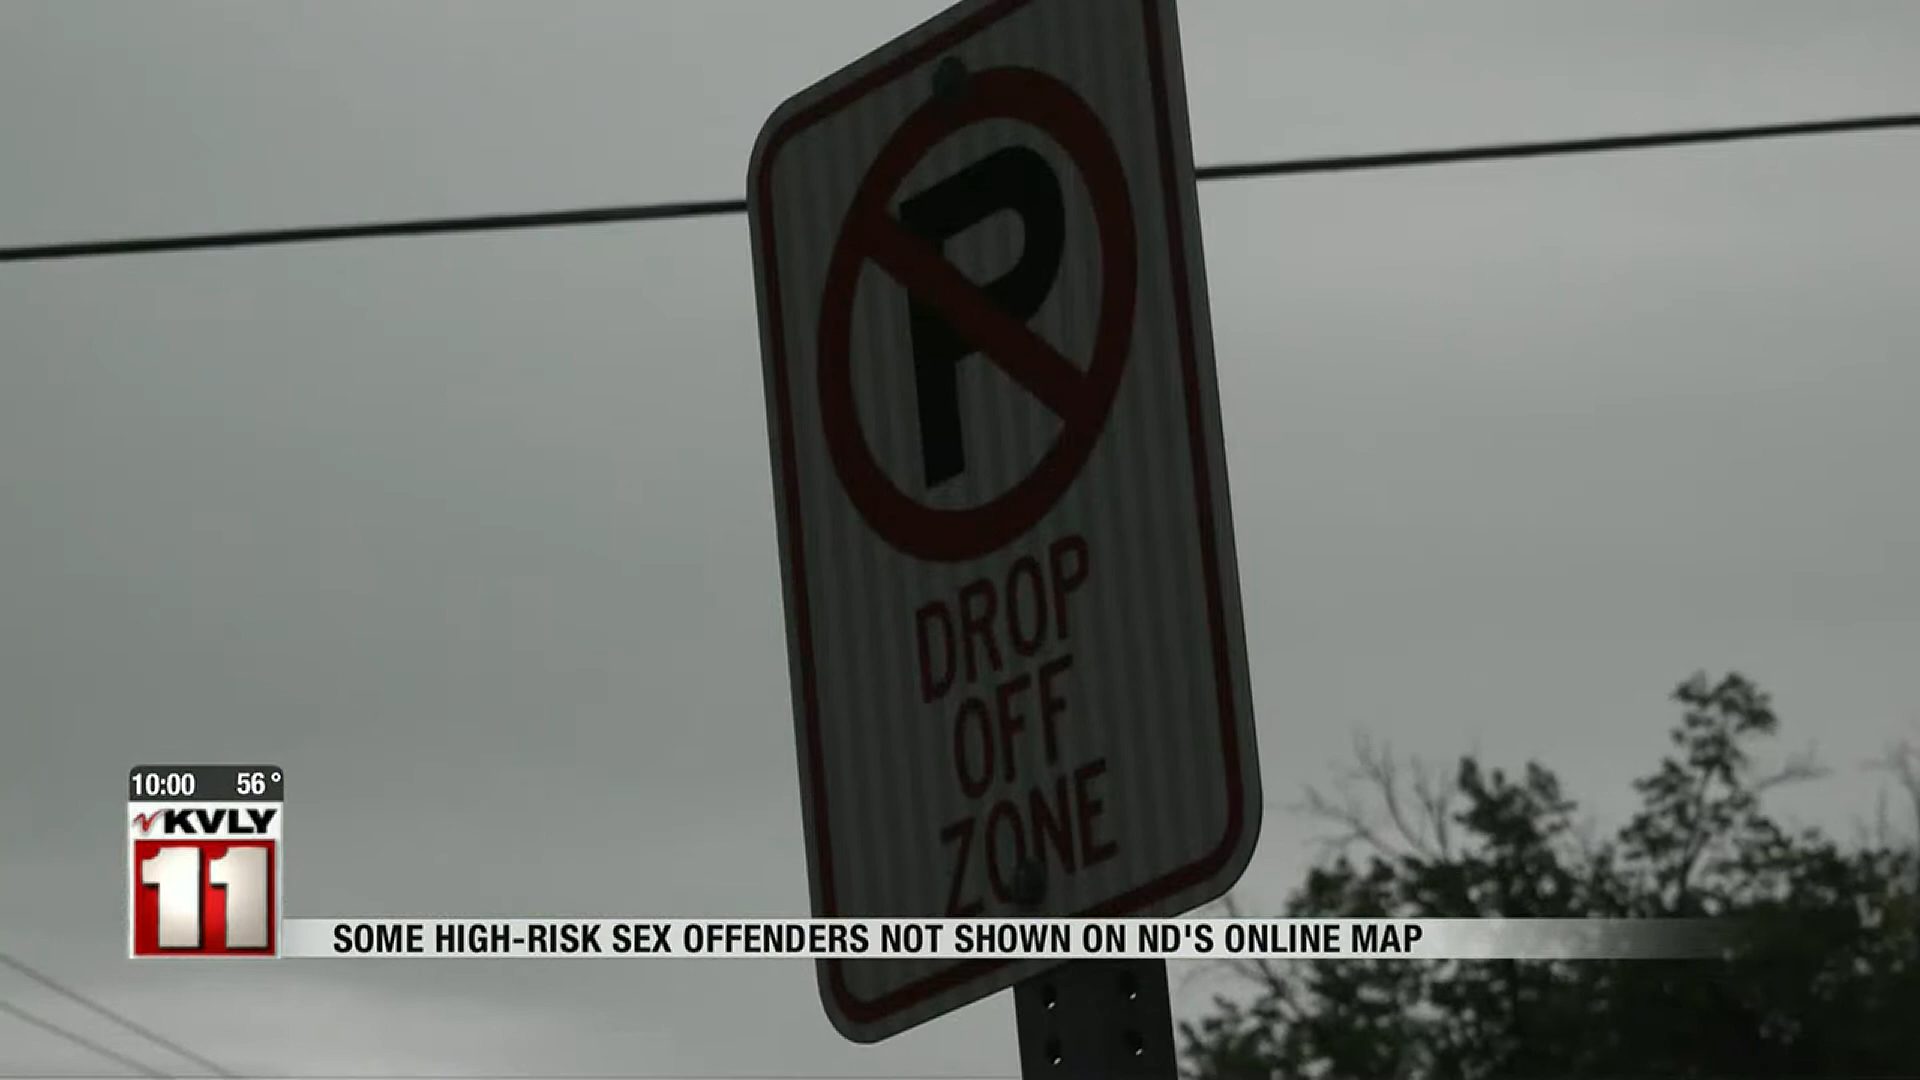 P
DROP
OFF
ZONE
10:00 56°
KVLY
11
SOME HIGH-RISK SEX OFFENDERS NOT SHOWN ON ND'S ONLINE MAP